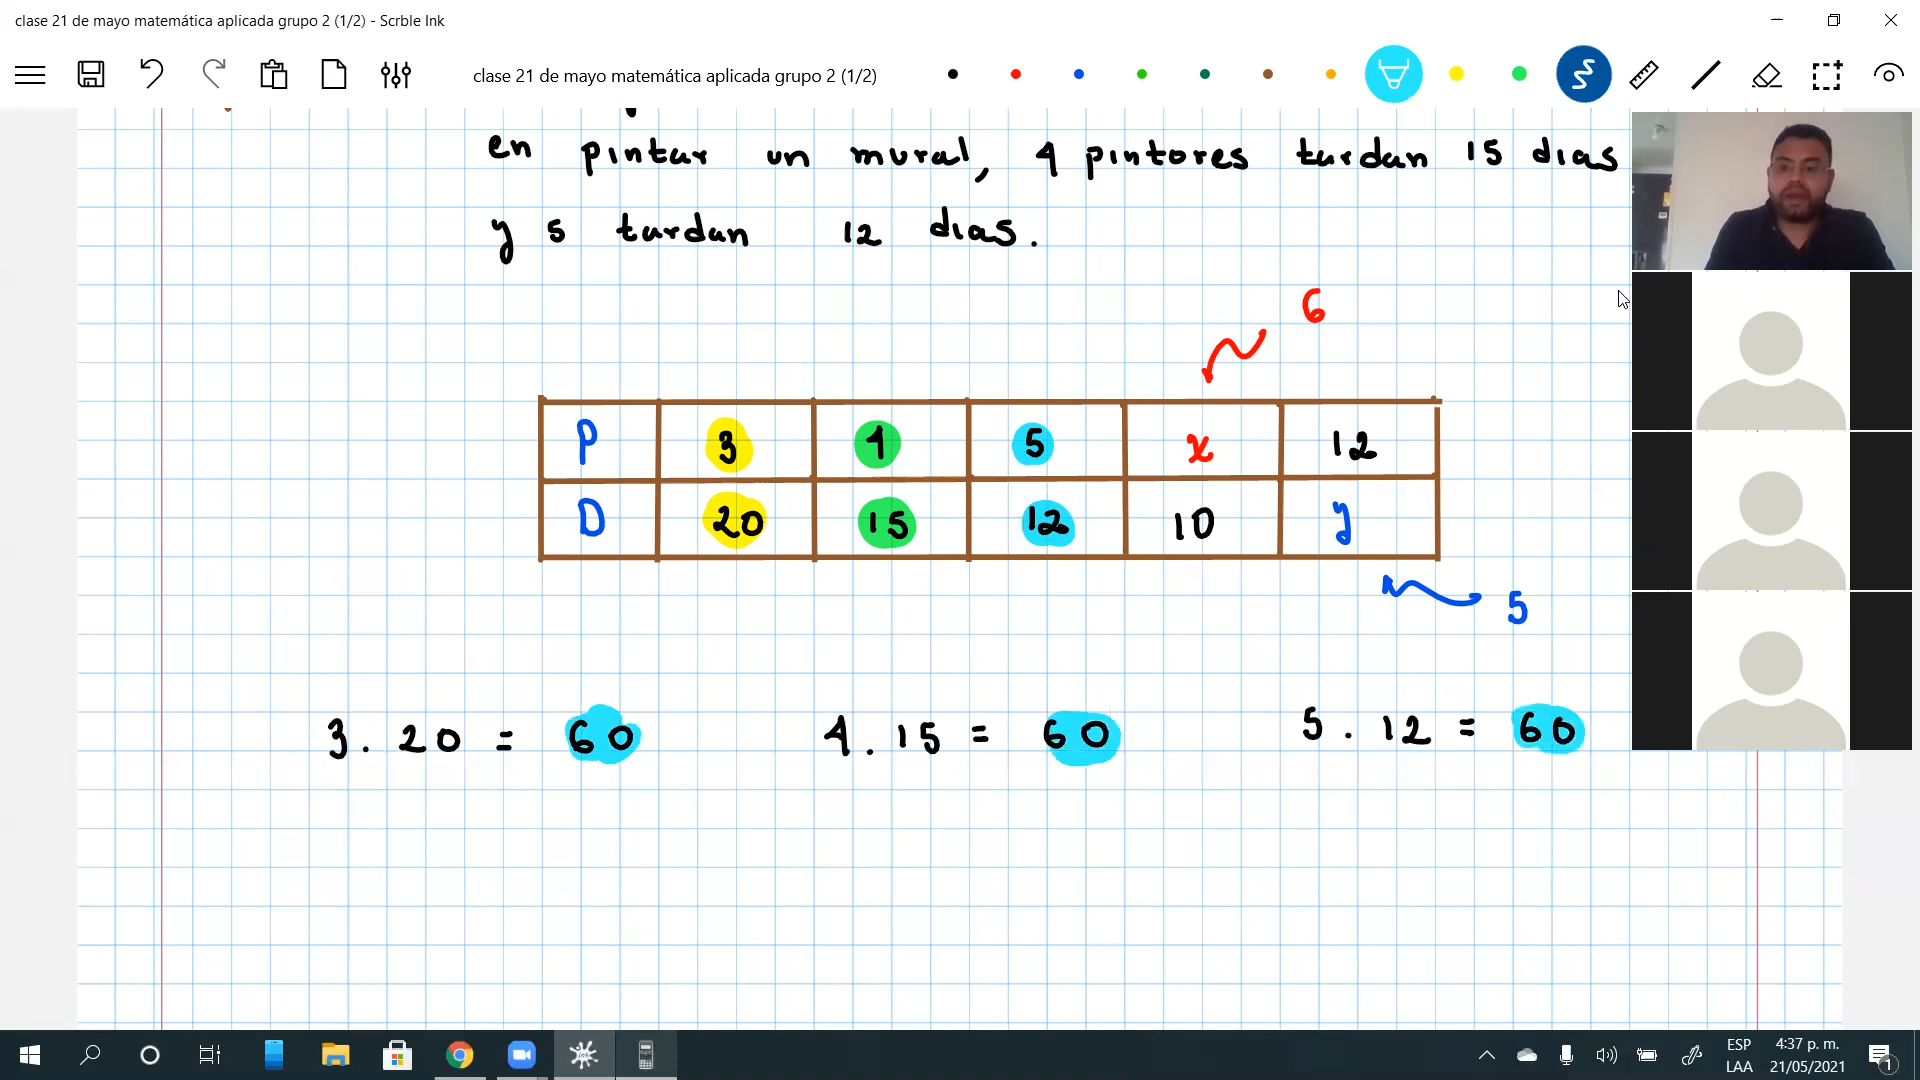 clase 21 de mayo matemática aplicada grupo 2 (1/2) - Scrble Ink
clase 21 de mayo matemática aplicada grupo 2 (1/2)
en pintar un mural, 4 pintores tardan 15 dias
y 5 tardan 12 dias.
6
P 3 4 5 x 12
D 20 15 12 10 y
5
3 . 20 = 60 4 . 15 = 60 5 . 12 = 60
ESP 4:37 p. m.
LAA 21/05/2021
1